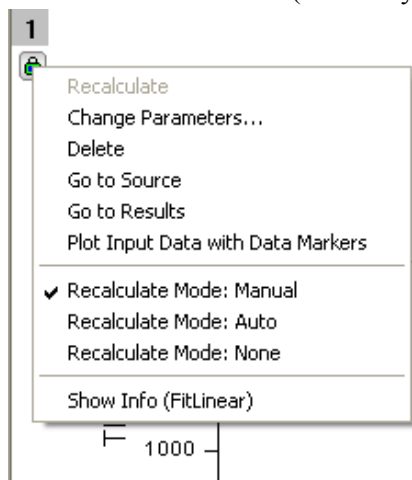 1
Recalculate
Change Parameters...
Delete
Go to Source
Go to Results
Plot Input Data with Data Markers
Recalculate Mode: Manual
Recalculate Mode: Auto
Recalculate Mode: None
Show Info (FitLinear)
1000